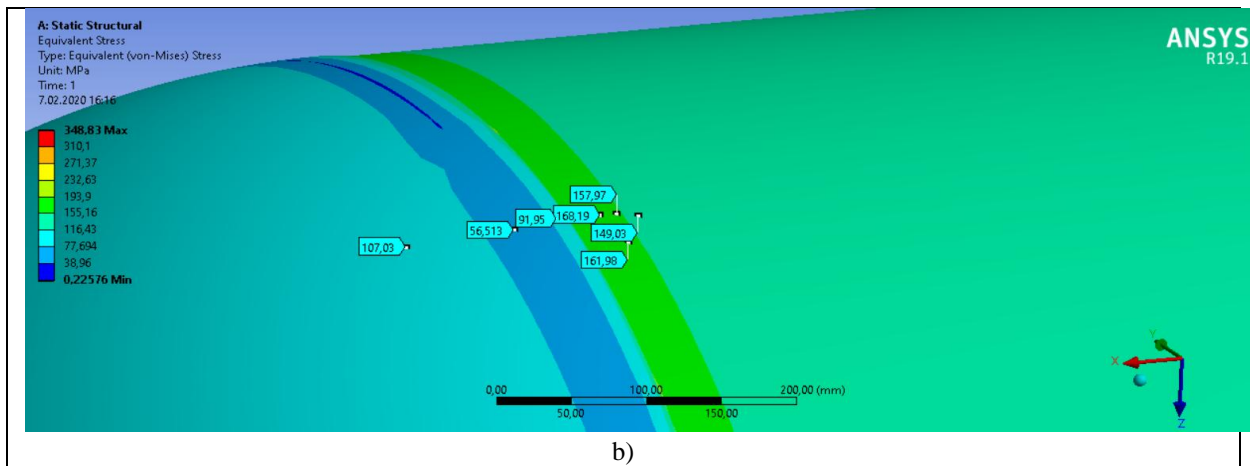 A: Static Structural
Equivalent Stress
Type: Equivalent (von-Mises) Stress
Unit: MPa
Time: 1
7.02.2020 16:16
348,83 Max
310,1
271,37
232,63
193,9
155,16
116,43
77,694
38,96
0,22576 Min
ANSYS
R19.1
157,97
91,95
168,19
56,513
149,03
107,03
161,98
0,00
100,00
200,00 (mm)
50,00
150,00
X
Y
Z
b)